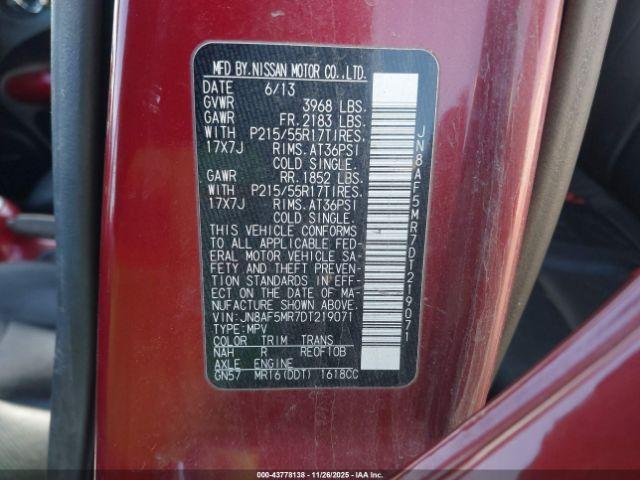 MFD BY.NISSAN MOTOR CO.,LTD.
DATE 6/13
GVWR 3968 LBS.
GAWR FR.2183 LBS.
WITH P215/55R17TIRES.
17X7J RIMS.AT36PSI
COLD SINGLE.
GAWR RR.1852 LBS.
WITH P215/55R17TIRES.
17X7J RIMS.AT36PSI
COLD SINGLE.
THIS VEHICLE CONFORMS
TO ALL APPLICABLE FED-
ERAL MOTOR VEHICLE SA-
FETY AND THEFT PREVEN-
TION STANDARDS IN EFF-
ECT ON THE DATE OF MA-
NUFACTURE SHOWN ABOVE.
VIN:JN8AF5MR7DT219071
TYPE:MPV
COLOR TRIM TRANS
NAH R RE0F10B
AXLE ENGINE
GN57 MR16(DDT) 1618CC
JN8AF5MR7DT219071
000-43778138 - 11/26/2025 - IAA Inc.